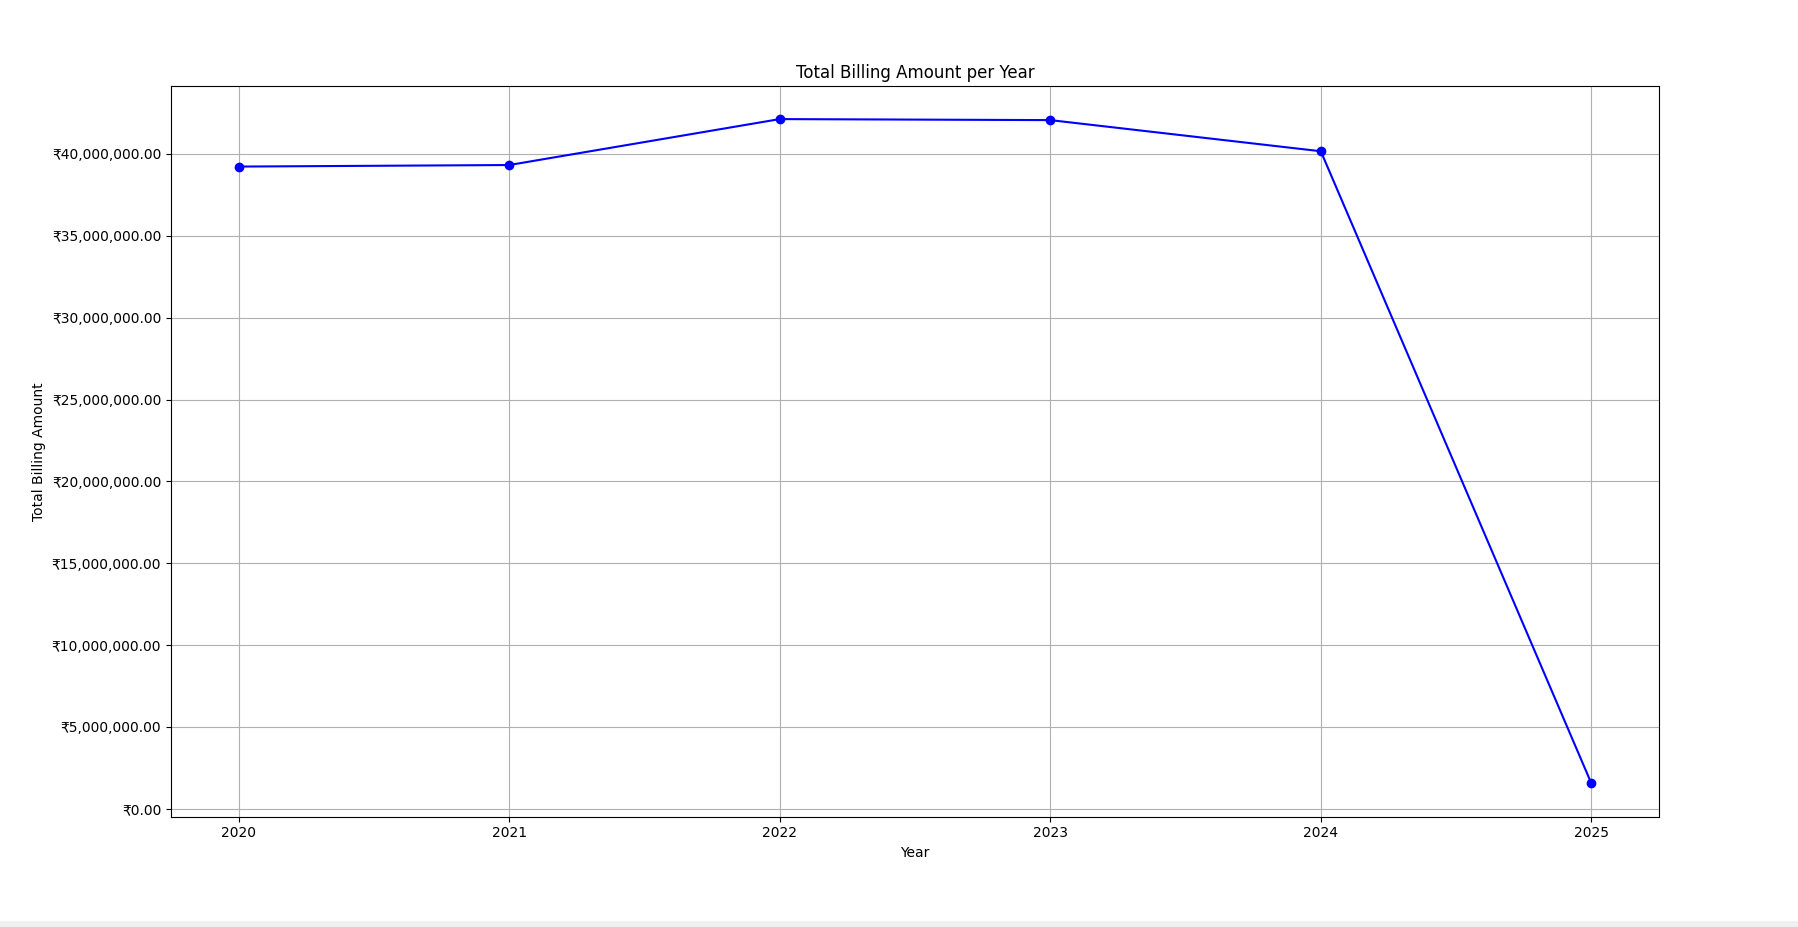 Total Billing Amount per Year
₹40,000,000.00
₹35,000,000.00
₹30,000,000.00
₹25,000,000.00
₹20,000,000.00
₹15,000,000.00
₹10,000,000.00
₹5,000,000.00
₹0.00
Total Billing Amount
2020 2021 2022 2023 2024 2025
Year